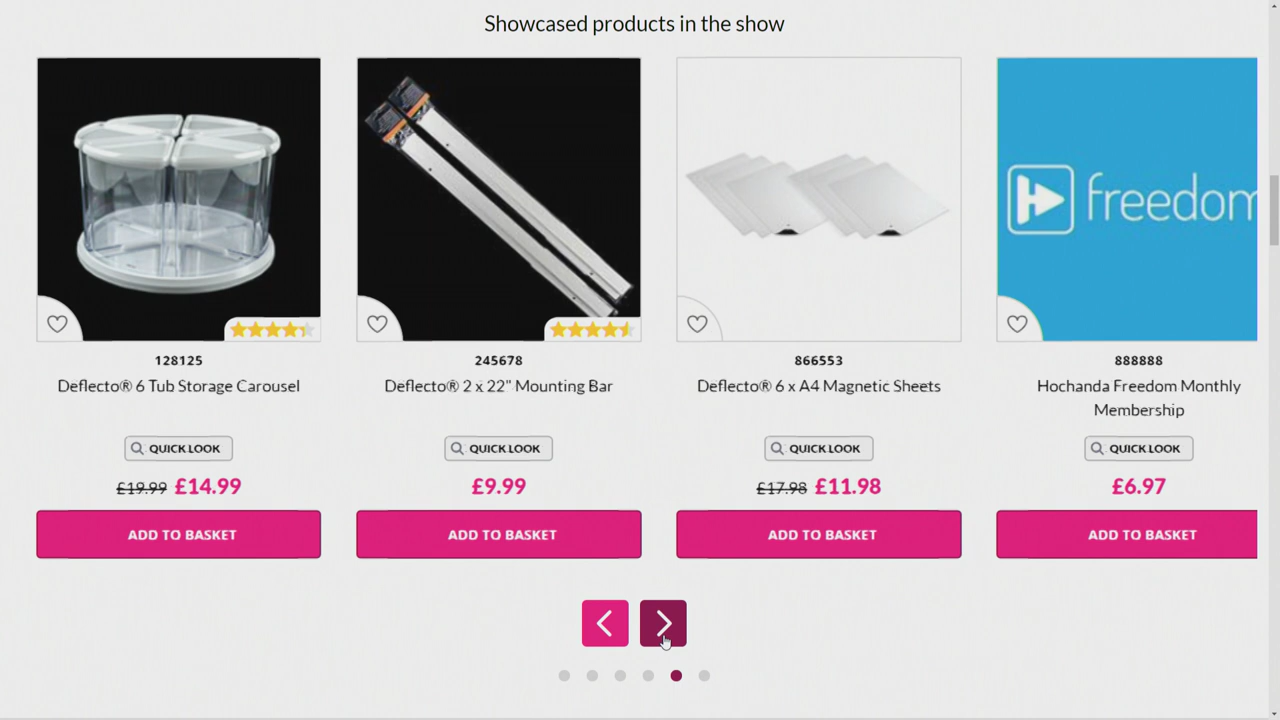 Showcased products in the show
freedom
128125
Deflecto® 6 Tub Storage Carousel
QUICK LOOK
£19.99 £14.99
ADD TO BASKET
245678
Deflecto® 2 x 22" Mounting Bar
QUICK LOOK
£9.99
ADD TO BASKET
866553
Deflecto® 6 x A4 Magnetic Sheets
QUICK LOOK
£17.98 £11.98
ADD TO BASKET
888888
Hochanda Freedom Monthly
Membership
QUICK LOOK
£6.97
ADD TO BASKET